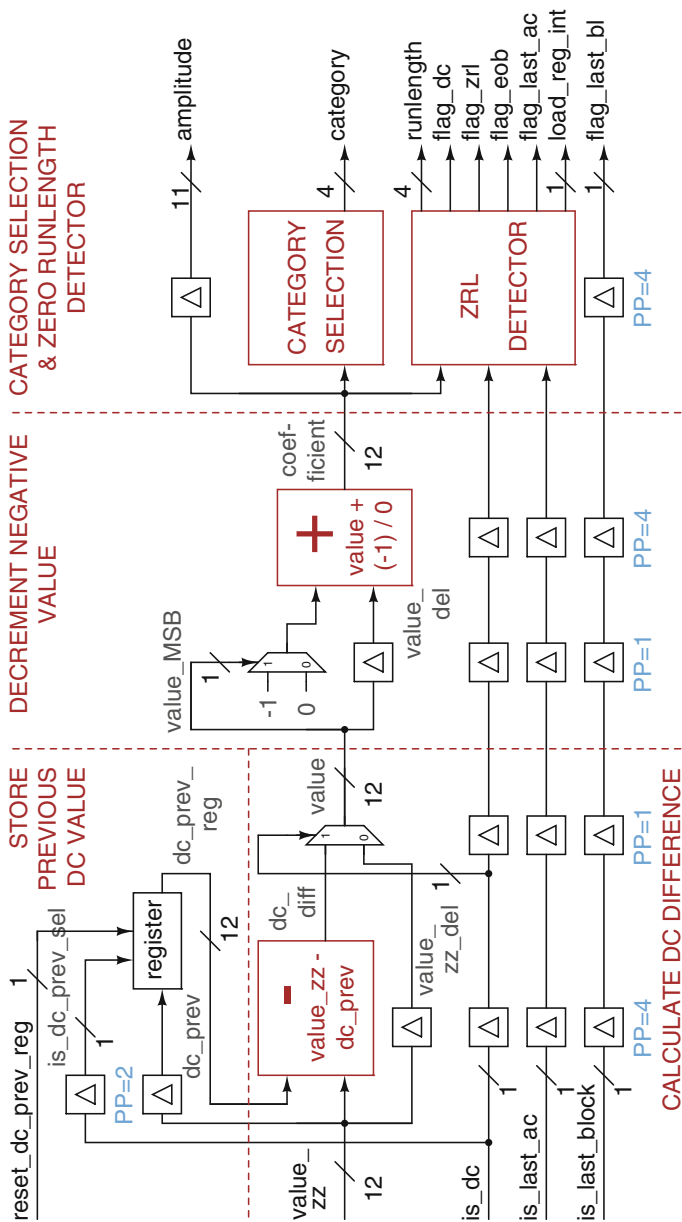 STORE
PREVIOUS
DC VALUE
DECREMENT NEGATIVE
VALUE
CATEGORY SELECTION
& ZERO RUNLENGTH
DETECTOR
reset_dc_prev_reg
1
is_dc_prev_sel
1
Δ
PP=2
Δ
dc_prev
register
dc_prev_
reg
12
value_
zz
12
-
value_zz -
dc_prev
dc_
diff
Δ
value_
zz_del
1
1
0
value
12
value_MSB
1
-1
0
1
0
Δ
value_
del
+
value +
(-1) / 0
coef-
ficient
12
Δ
11
amplitude
CATEGORY
SELECTION
4
category
ZRL
DETECTOR
4
runlength
flag_dc
flag_zrl
flag_eob
flag_last_ac
1
load_reg_int
is_dc
1
Δ
Δ
Δ
Δ
is_last_ac
1
Δ
Δ
Δ
Δ
is_last_block
1
Δ
Δ
Δ
Δ
Δ
1
flag_last_bl
PP=4
PP=1
PP=1
PP=4
PP=4
CALCULATE DC DIFFERENCE